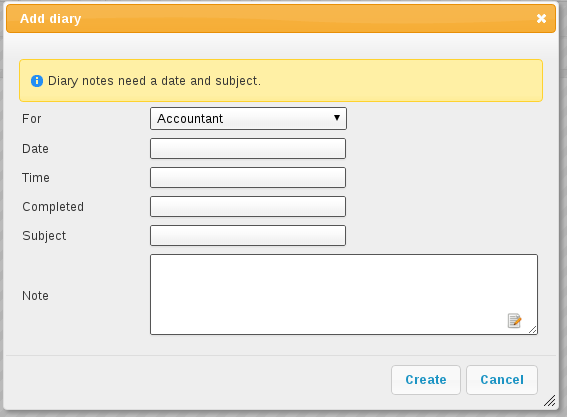 Add diary
Diary notes need a date and subject.
For
Accountant
Date
Time
Completed
Subject
Note
Create Cancel